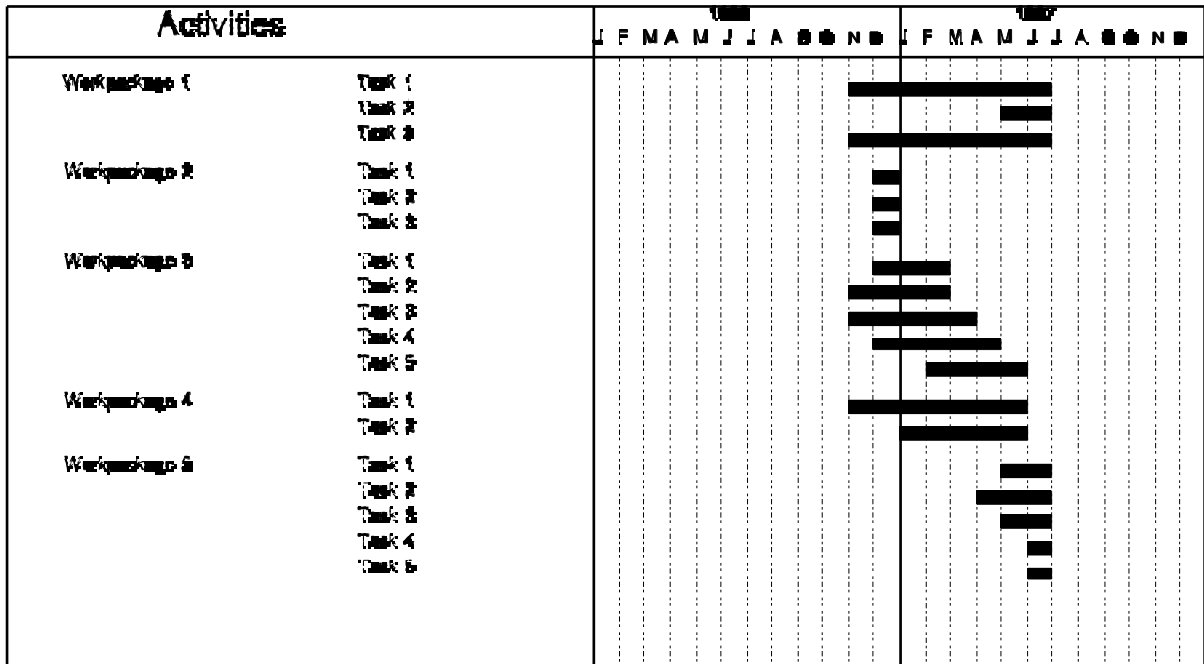 Activities
J F M A M J J A S O N D J F M A M J J A S O N D
Workpackage 1 Task 1
Task 2
Task 3
Workpackage 2 Task 1
Task 2
Task 3
Workpackage 3 Task 1
Task 2
Task 3
Task 4
Task 5
Workpackage 4 Task 1
Task 2
Workpackage 5 Task 1
Task 2
Task 3
Task 4
Task 5